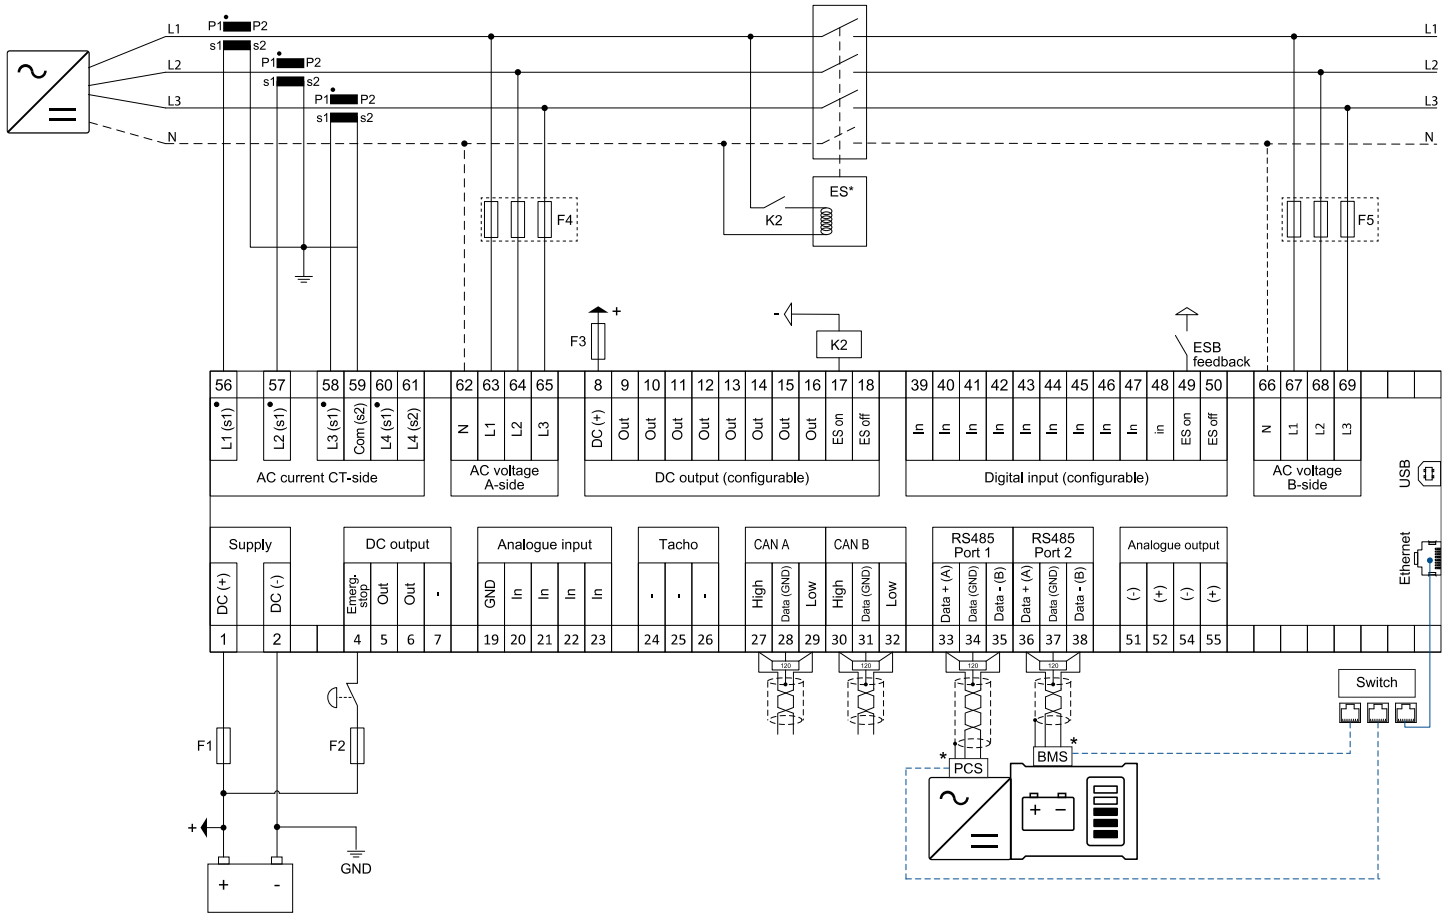 P1 P2
s1 s2
L1
P1 P2
s1 s2
L2
P1 P2
s1 s2
L3
N
L1
L2
L3
N
ES*
K2
F4
F5
F3
+
-
K2
ESB
feedback
56 57 58 59 60 61 62 63 64 65 8 9 10 11 12 13 14 15 16 17 18 39 40 41 42 43 44 45 46 47 48 49 50 66 67 68 69
L1 (s1) L2 (s1) L3 (s1) Com (s2) L4 (s1) L4 (s2)
N L1 L2 L3
DC (+) Out Out Out Out Out Out Out Out ES on ES off
In In In In In In In In In in ES on ES off
N L1 L2 L3
AC current CT-side
AC voltage
A-side
DC output (configurable)
Digital input (configurable)
AC voltage
B-side
USB
Ethernet
Supply
DC output
Analogue input
Tacho
CAN A
CAN B
RS485
Port 1
RS485
Port 2
Analogue output
DC (+) DC (-)
Emerg.
stop
Out Out -
GND In In In In
- - -
High Data (GND) Low
High Data (GND) Low
Data + (A) Data (GND) Data - (B)
Data + (A) Data (GND) Data - (B)
(-) (+) (-) (+)
1 2 4 5 6 7 19 20 21 22 23 24 25 26 27 28 29 30 31 32 33 34 35 36 37 38 51 52 54 55
120
120
120
120
Switch
F1
F2
* PCS
BMS *
+ -
+
GND
+ -